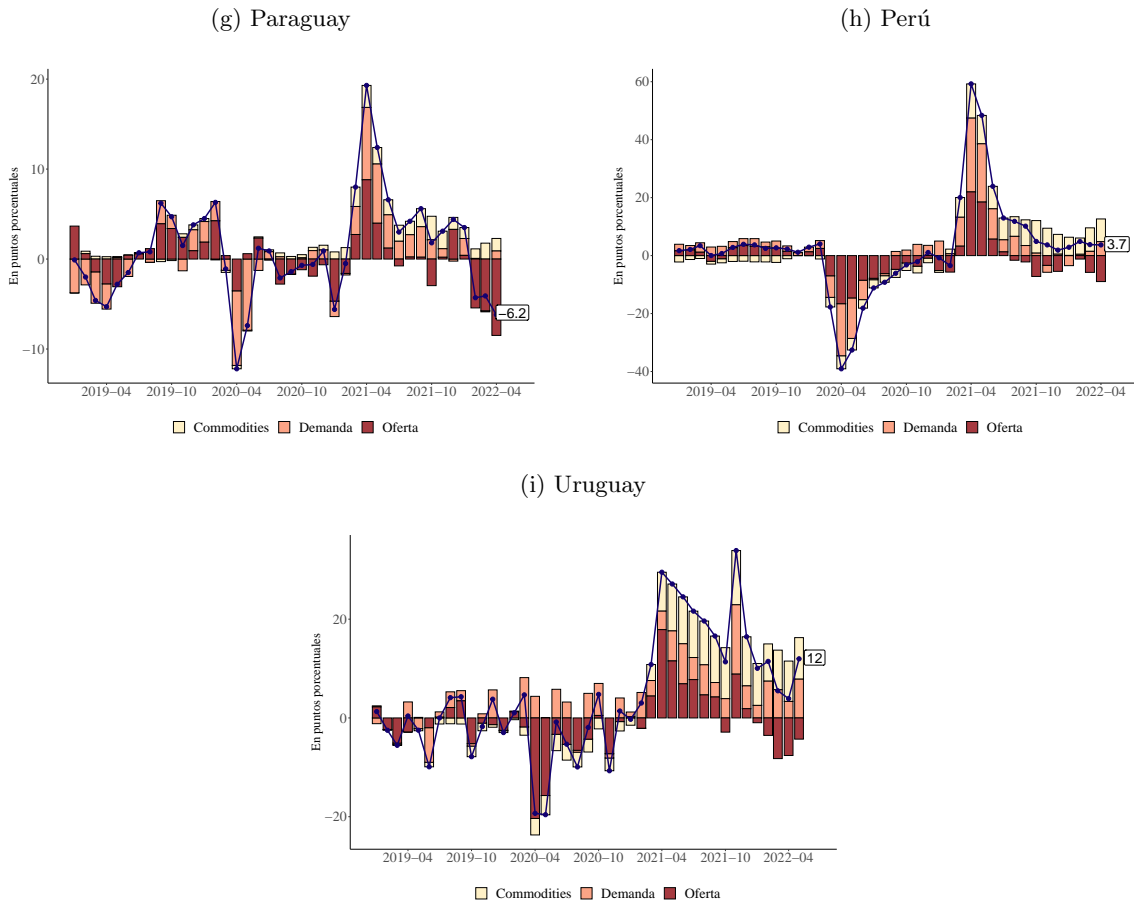 (g) Paraguay
En puntos porcentuales
20
10
0
−10
2019−04 2019−10 2020−04 2020−10 2021−04 2021−10 2022−04
−6.2
Commodities Demanda Oferta
(h) Perú
En puntos porcentuales
60
40
20
0
−20
−40
2019−04 2019−10 2020−04 2020−10 2021−04 2021−10 2022−04
3.7
Commodities Demanda Oferta
(i) Uruguay
En puntos porcentuales
20
0
−20
2019−04 2019−10 2020−04 2020−10 2021−04 2021−10 2022−04
12
Commodities Demanda Oferta